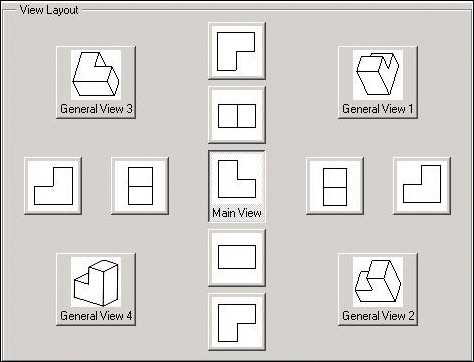 View Layout
General View 3
General View 1
Main View
General View 4
General View 2